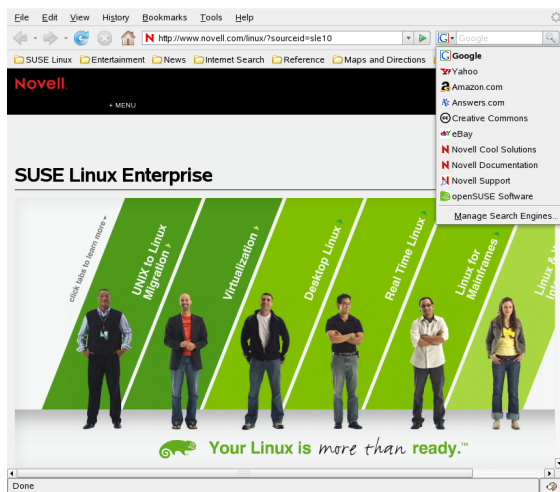 File Edit View History Bookmarks Tools Help
http://www.novell.com/linux/?sourceid=sle10
G Google
SUSE Linux Entertainment News Internet Search Reference Maps and Directions
Google
Yahoo
Amazon.com
Answers.com
Creative Commons
eBay
Novell Cool Solutions
Novell Documentation
Novell Support
openSUSE Software
Manage Search Engines...
Novell.
+ MENU
SUSE Linux Enterprise
click tabs to learn more
UNIX to Linux
Migration
Virtualization
Desktop Linux
Real Time Linux
Linux for
Mainframes
Linux &
Your Linux is more than ready.™
Done